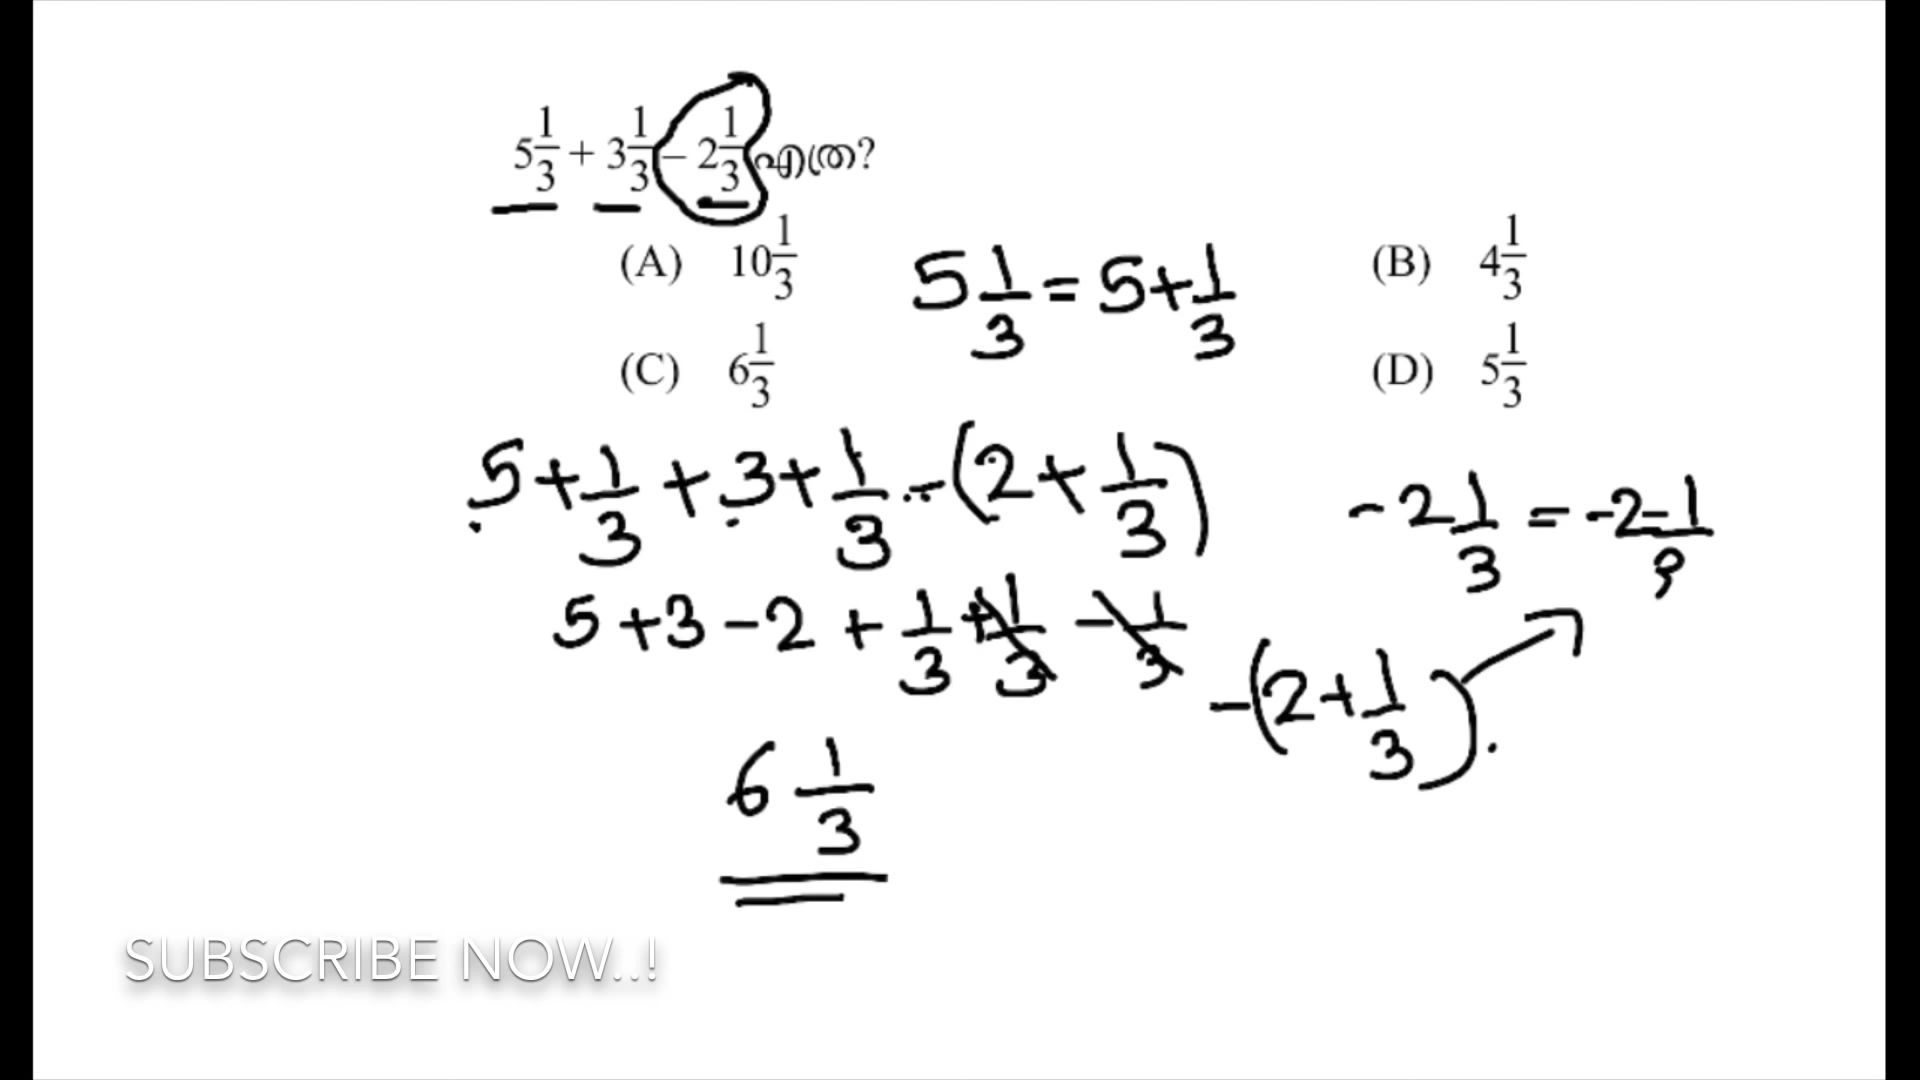 5 1/3 + 3 1/3 – 2 1/3 എത്ര?
(A) 10 1/3 (B) 4 1/3
5 1/3 = 5 + 1/3
(C) 6 1/3 (D) 5 1/3
5 + 1/3 + 3 + 1/3 - (2 + 1/3)
- 2 1/3 = -2 - 1/3
5 + 3 - 2 + 1/3 + 1/3 - 1/3
- (2 + 1/3)
6 1/3
SUBSCRIBE NOW..!